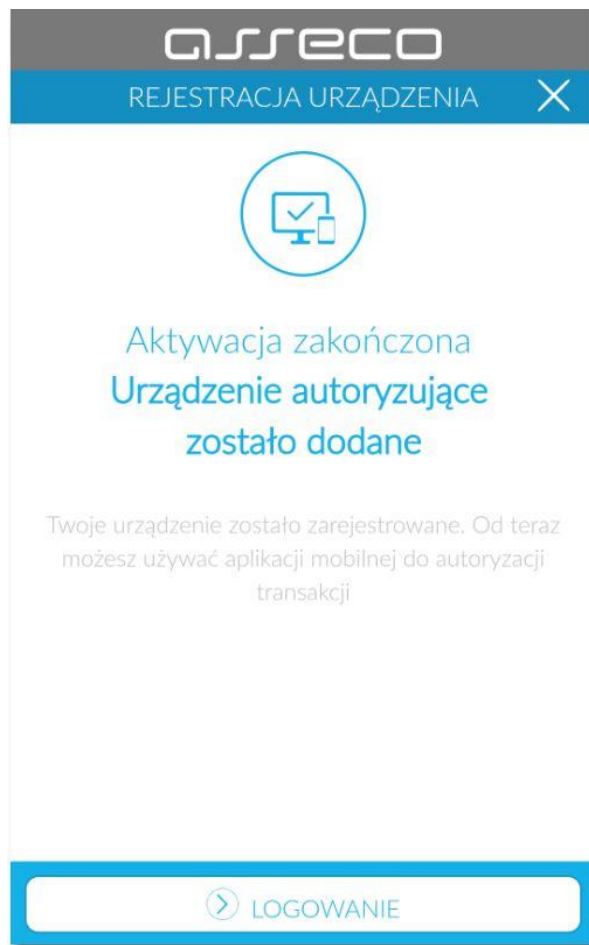 asseco
REJESTRACJA URZĄDZENIA
Aktywacja zakończona
Urządzenie autoryzujące
zostało dodane
Twoje urządzenie zostało zarejestrowane. Od teraz
możesz używać aplikacji mobilnej do autoryzacji
transakcji
LOGOWANIE